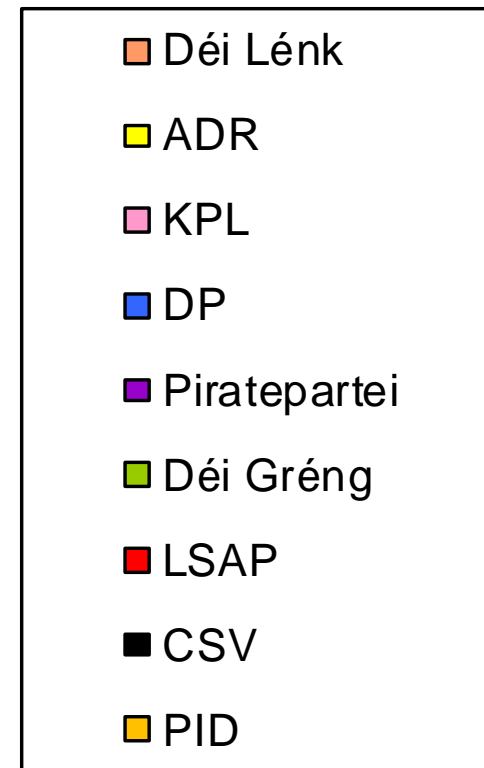 Déi Lénk
ADR
KPL
DP
Piratepartei
Déi Gréng
LSAP
CSV
PID